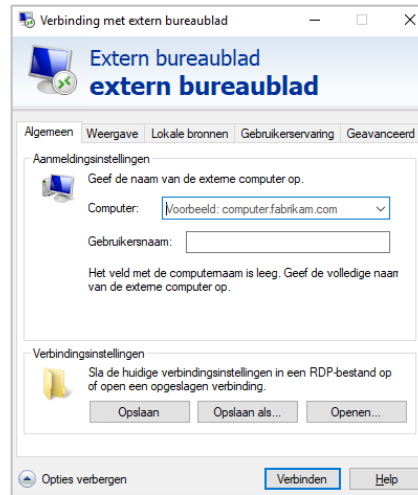 Verbinding met extern bureaublad
Extern bureaublad
extern bureaublad
Algemeen Weergave Lokale bronnen Gebruikerservaring Geavanceerd
Aanmeldingsinstellingen
Geef de naam van de externe computer op.
Computer: Voorbeeld: computer.fabrikam.com
Gebruikersnaam:
Het veld met de computernaam is leeg. Geef de volledige naam
van de externe computer op.
Verbindingsinstellingen
Sla de huidige verbindingsinstellingen in een RDP-bestand op
of open een opgeslagen verbinding.
Opslaan Opslaan als... Openen...
Opties verbergen Verbinden Help